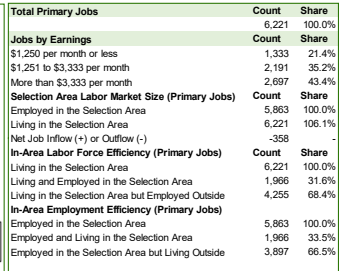 Total Primary Jobs Count Share
6,221 100.0%
Jobs by Earnings Count Share
$1,250 per month or less 1,333 21.4%
$1,251 to $3,333 per month 2,191 35.2%
More than $3,333 per month 2,697 43.4%
Selection Area Labor Market Size (Primary Jobs) Count Share
Employed in the Selection Area 5,863 100.0%
Living in the Selection Area 6,221 106.1%
Net Job Inflow (+) or Outflow (-) -358 -
In-Area Labor Force Efficiency (Primary Jobs) Count Share
Living in the Selection Area 6,221 100.0%
Living and Employed in the Selection Area 1,966 31.6%
Living in the Selection Area but Employed Outside 4,255 68.4%
In-Area Employment Efficiency (Primary Jobs)
Employed in the Selection Area 5,863 100.0%
Employed and Living in the Selection Area 1,966 33.5%
Employed in the Selection Area but Living Outside 3,897 66.5%